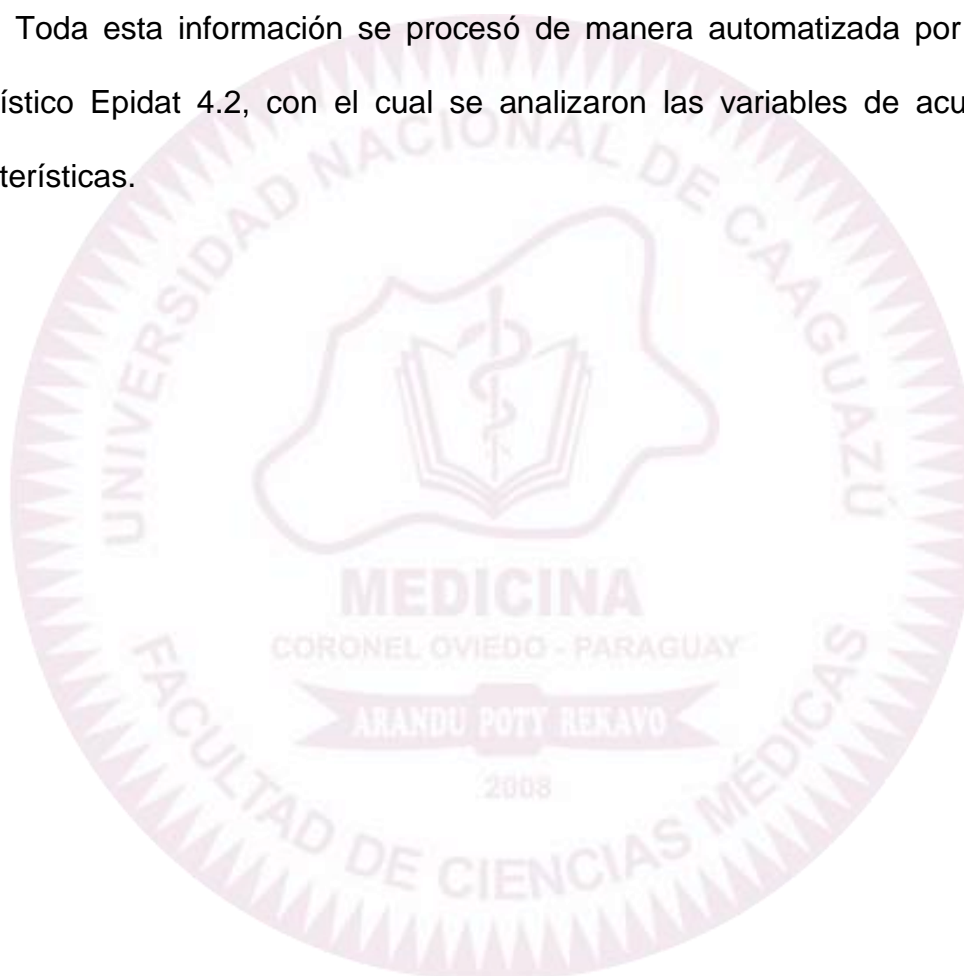 Toda esta información se procesó de manera automatizada por
ístico Epidat 4.2, con el cual se analizaron las variables de acu
terísticas.
UNIVERSIDAD NACIONAL DE CAAGUAZÚ
MEDICINA
CORONEL OVIEDO - PARAGUAY
ARANDU POTY REKAVO
2008
FACULTAD DE CIENCIAS MÉDICAS